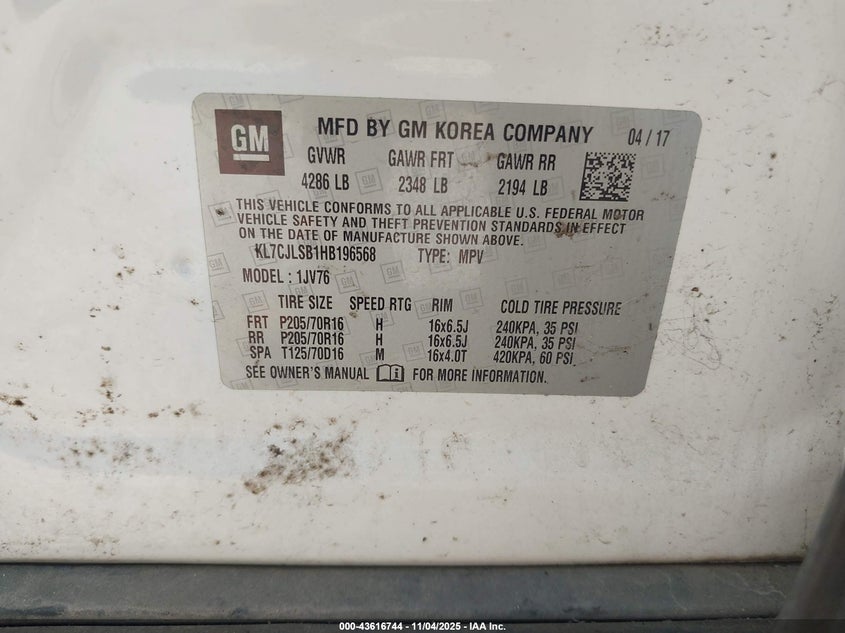 GM
MFD BY GM KOREA COMPANY 04 / 17
GVWR GAWR FRT GAWR RR
4286 LB 2348 LB 2194 LB
THIS VEHICLE CONFORMS TO ALL APPLICABLE U.S. FEDERAL MOTOR
VEHICLE SAFETY AND THEFT PREVENTION STANDARDS IN EFFECT
ON THE DATE OF MANUFACTURE SHOWN ABOVE.
KL7CJLSB1HB196568 TYPE: MPV
MODEL : 1JV76
TIRE SIZE SPEED RTG RIM COLD TIRE PRESSURE
FRT P205/70R16 H 16x6.5J 240KPA, 35 PSI
RR P205/70R16 H 16x6.5J 240KPA, 35 PSI
SPA T125/70D16 M 16x4.0T 420KPA, 60 PSI
SEE OWNER'S MANUAL FOR MORE INFORMATION.
000-43616744 - 11/04/2025 - IAA Inc.